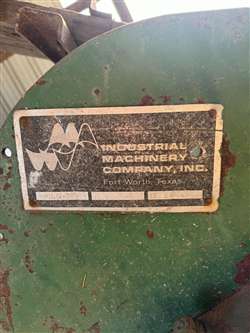 INDUSTRIAL
MACHINERY
COMPANY, INC.
Fort Worth, Texas